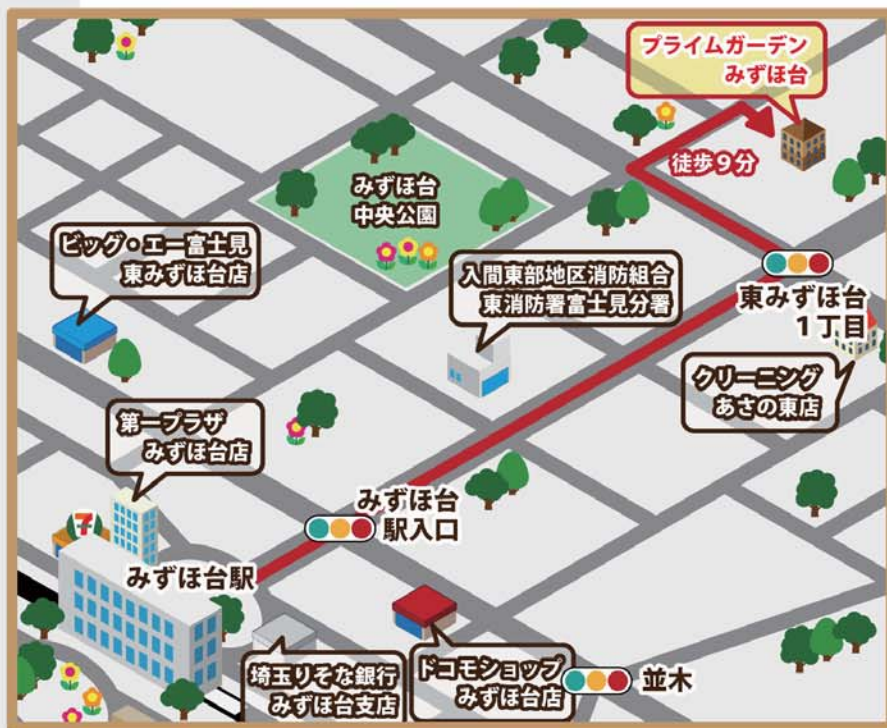 プライムガーデン
みずほ台
徒歩9分
みずほ台
中央公園
ビッグ・エー富士見
東みずほ台店
入間東部地区消防組合
東消防署富士見分署
東みずほ台
1丁目
クリーニング
あさの東店
第一プラザ
みずほ台店
みずほ台
駅入口
7
みずほ台駅
埼玉りそな銀行
みずほ台支店
ドコモショップ
みずほ台店
並木